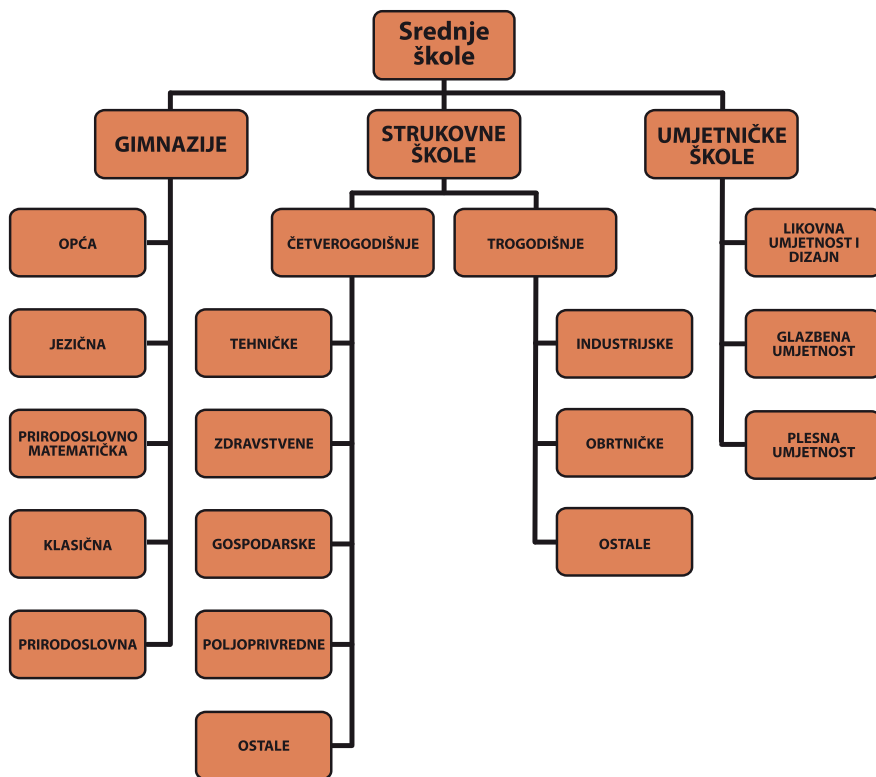 Srednje
škole
GIMNAZIJE
STRUKOVNE
ŠKOLE
UMJETNIČKE
ŠKOLE
OPĆA
JEZIČNA
PRIRODOSLOVNO
MATEMATIČKA
KLASIČNA
PRIRODOSLOVNA
ČETVEROGODIŠNJE
TEHNIČKE
ZDRAVSTVENE
GOSPODARSKE
POLJOPRIVREDNE
OSTALE
TROGODIŠNJE
INDUSTRIJSKE
OBRTNIČKE
OSTALE
LIKOVNA
UMJETNOST I
DIZAJN
GLAZBENA
UMJETNOST
PLESNA
UMJETNOST